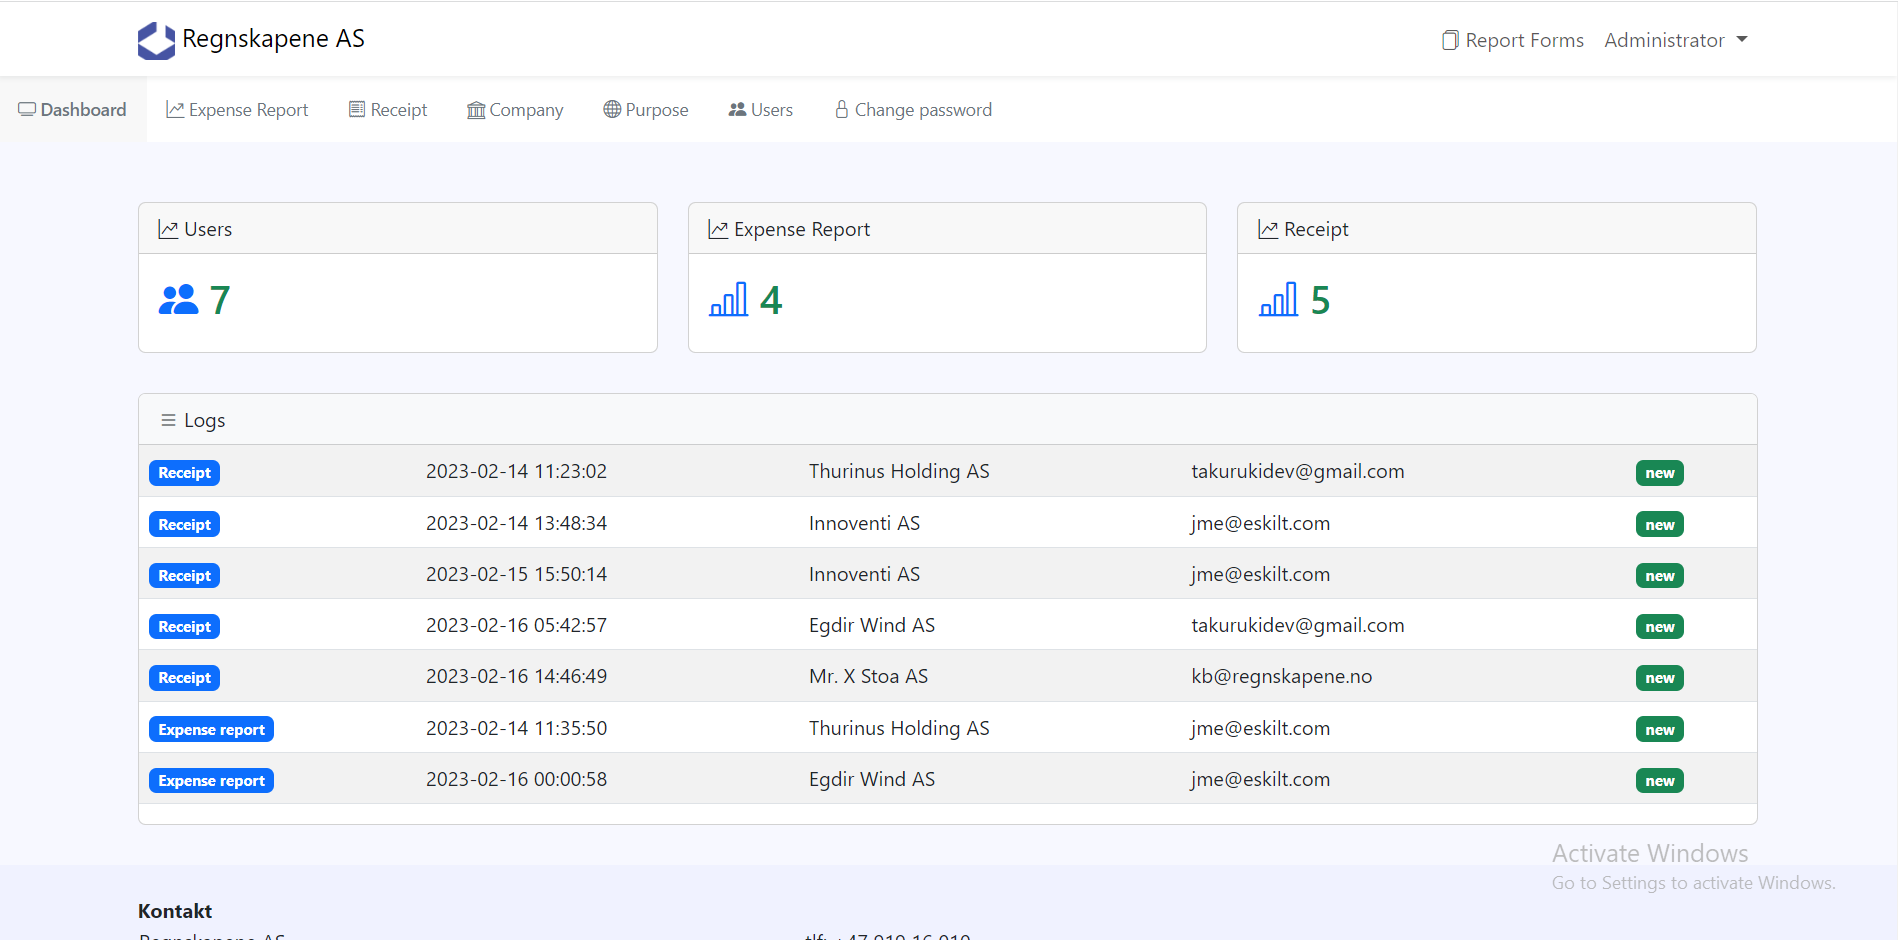 Regnskapene AS
Report Forms Administrator
Dashboard Expense Report Receipt Company Purpose Users Change password
Users
7
Expense Report
4
Receipt
5
Logs
Receipt 2023-02-14 11:23:02 Thurinus Holding AS takurukidev@gmail.com new
Receipt 2023-02-14 13:48:34 Innoventi AS jme@eskilt.com new
Receipt 2023-02-15 15:50:14 Innoventi AS jme@eskilt.com new
Receipt 2023-02-16 05:42:57 Egdir Wind AS takurukidev@gmail.com new
Receipt 2023-02-16 14:46:49 Mr. X Stoa AS kb@regnskapene.no new
Expense report 2023-02-14 11:35:50 Thurinus Holding AS jme@eskilt.com new
Expense report 2023-02-16 00:00:58 Egdir Wind AS jme@eskilt.com new
Activate Windows
Go to Settings to activate Windows.
Kontakt
Regnskapene AS